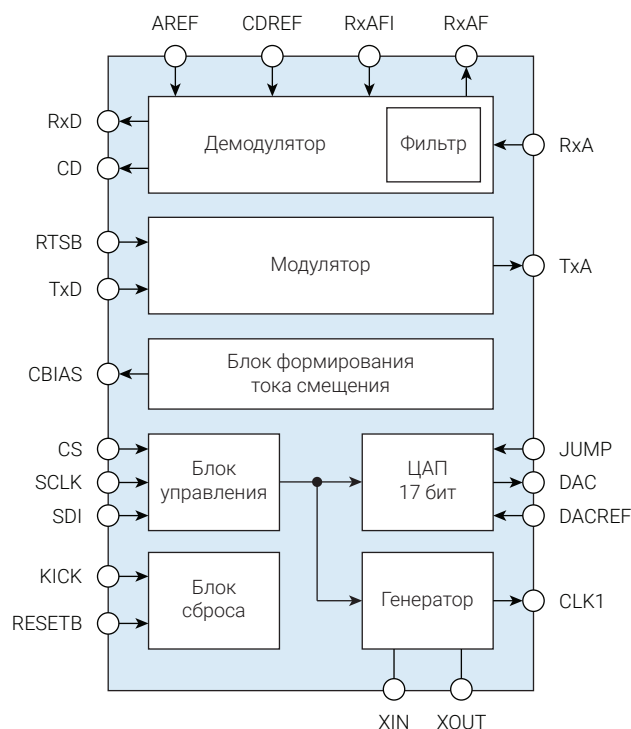 AREF CDREF RxAFI RxAF
RxD
CD
Демодулятор
Фильтр
RxA
RTSB
TxD
Модулятор
TxA
CBIAS
Блок формирования
тока смещения
CS
SCLK
SDI
Блок
управления
ЦАП
17 бит
JUMP
DAC
DACREF
KICK
RESETB
Блок
сброса
Генератор
CLK1
XIN XOUT